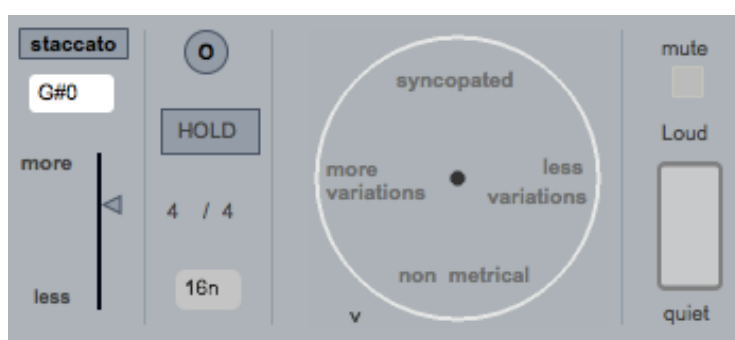 staccato
G#0
more
less
O
HOLD
4 / 4
16n
syncopated
more
variations
less
variations
non metrical
v
mute
Loud
quiet